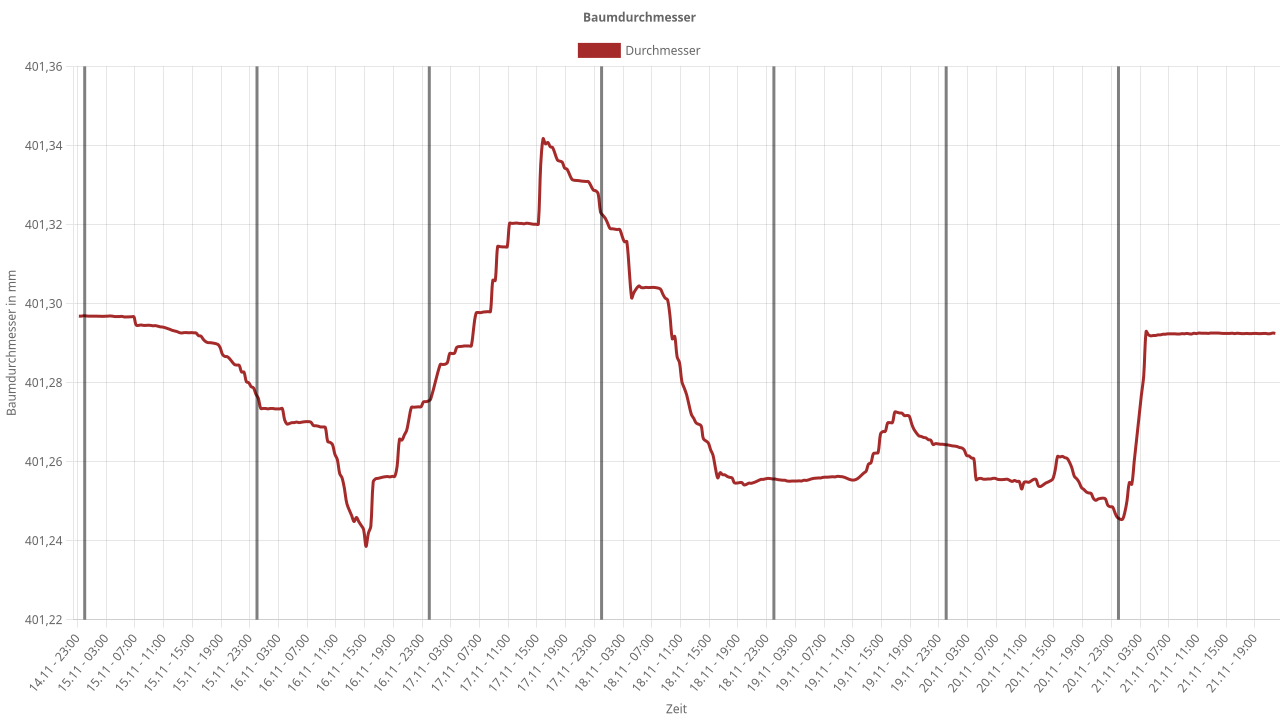 Baumdurchmesser
Durchmesser
401,36
401,34
401,32
401,30
401,28
401,26
401,24
401,22
Baumdurchmesser in mm
14.11 - 23:00
15.11 - 03:00
15.11 - 07:00
15.11 - 11:00
15.11 - 15:00
15.11 - 19:00
15.11 - 23:00
16.11 - 03:00
16.11 - 07:00
16.11 - 11:00
16.11 - 15:00
16.11 - 19:00
16.11 - 23:00
17.11 - 03:00
17.11 - 07:00
17.11 - 11:00
17.11 - 15:00
17.11 - 19:00
17.11 - 23:00
18.11 - 03:00
18.11 - 07:00
18.11 - 11:00
18.11 - 15:00
18.11 - 19:00
18.11 - 23:00
19.11 - 03:00
19.11 - 07:00
19.11 - 11:00
19.11 - 15:00
19.11 - 19:00
19.11 - 23:00
20.11 - 03:00
20.11 - 07:00
20.11 - 11:00
20.11 - 15:00
20.11 - 19:00
20.11 - 23:00
21.11 - 03:00
21.11 - 07:00
21.11 - 11:00
21.11 - 15:00
21.11 - 19:00
Zeit